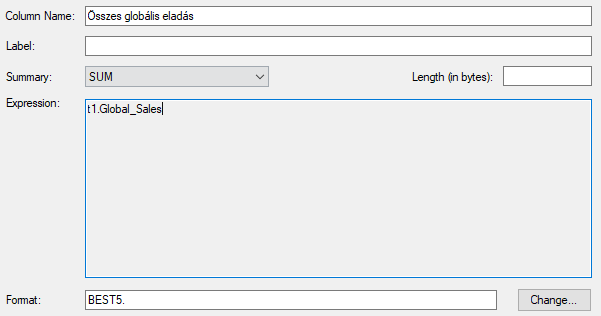 Column Name: Összes globális eladás
Label:
Summary: SUM Length (in bytes):
Expression: t1.Global_Sales
Format: BEST5. Change...